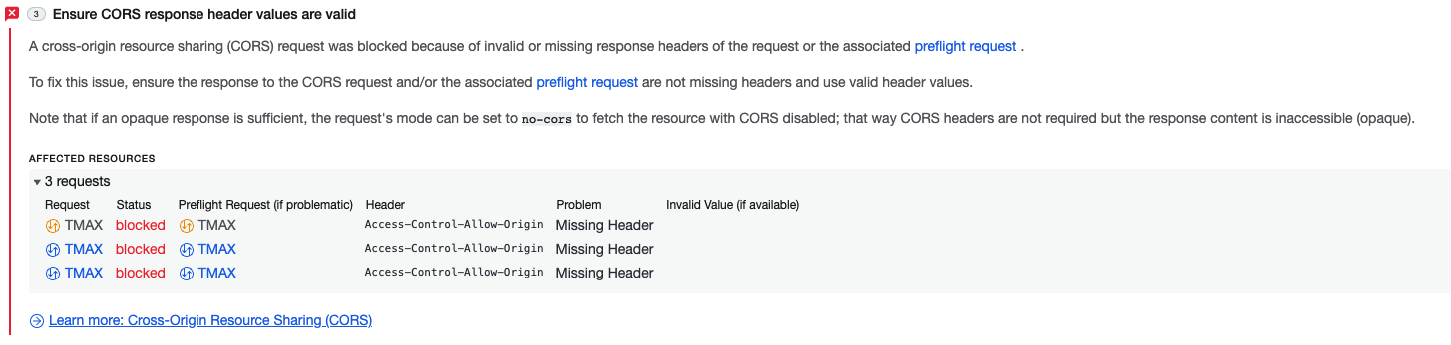 3 Ensure CORS response header values are valid
A cross-origin resource sharing (CORS) request was blocked because of invalid or missing response headers of the request or the associated preflight request .
To fix this issue, ensure the response to the CORS request and/or the associated preflight request are not missing headers and use valid header values.
Note that if an opaque response is sufficient, the request's mode can be set to no-cors to fetch the resource with CORS disabled; that way CORS headers are not required but the response content is inaccessible (opaque).
AFFECTED RESOURCES
3 requests
Request Status Preflight Request (if problematic) Header Problem Invalid Value (if available)
TMAX blocked TMAX Access-Control-Allow-Origin Missing Header
TMAX blocked TMAX Access-Control-Allow-Origin Missing Header
TMAX blocked TMAX Access-Control-Allow-Origin Missing Header
Learn more: Cross-Origin Resource Sharing (CORS)